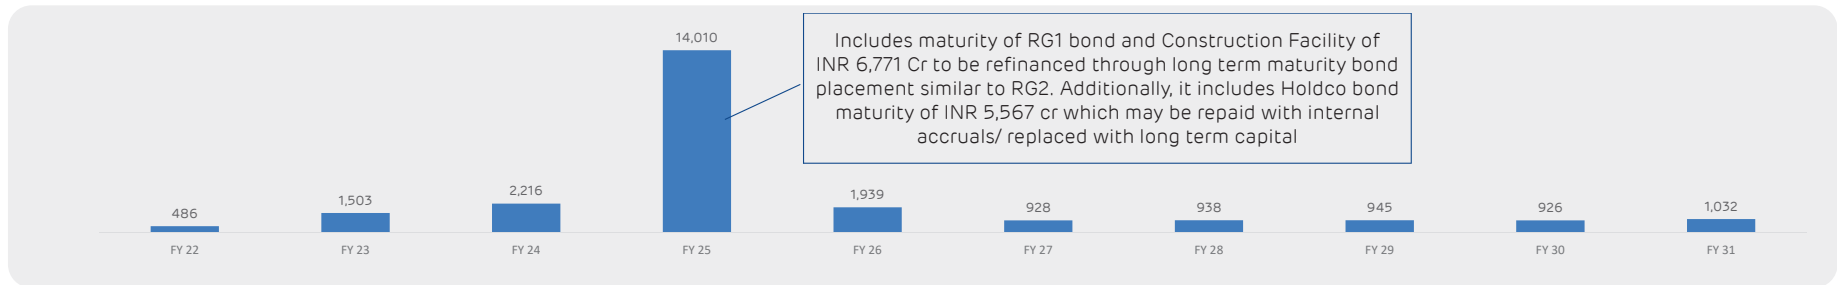 14,010
Includes maturity of RG1 bond and Construction Facility of
INR 6,771 Cr to be refinanced through long term maturity bond
placement similar to RG2. Additionally, it includes Holdco bond
maturity of INR 5,567 cr which may be repaid with internal
accruals/ replaced with long term capital
486 1,503 2,216 1,939 928 938 945 926 1,032
FY 22 FY 23 FY 24 FY 25 FY 26 FY 27 FY 28 FY 29 FY 30 FY 31